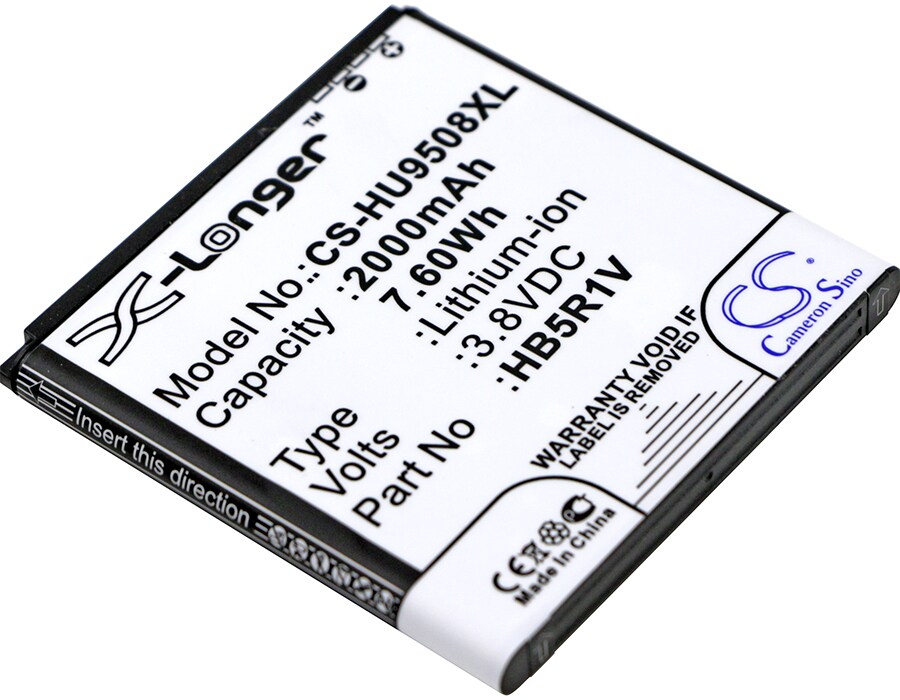 X-Longer™
Model No.: CS-HU9508XL
Capacity :2000mAh
7.60Wh
Type :Lithium-ion
Volts :3.8VDC
Part No :HB5R1V
WARRANTY VOID IF
LABEL IS REMOVED
CS
Cameron Sino
CE
Made in China
Insert this direction